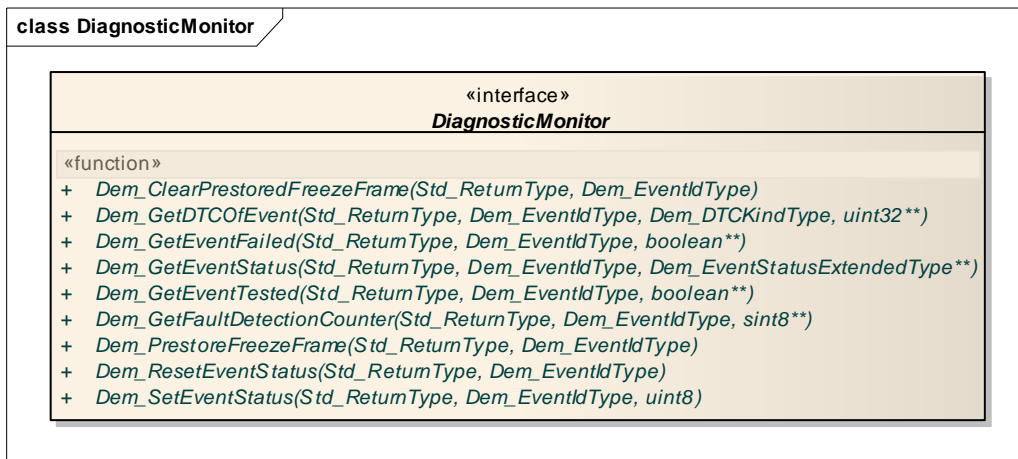 class DiagnosticMonitor
«interface»
DiagnosticMonitor
«function»
+ Dem_ClearPrestoredFreezeFrame(Std_ReturnType, Dem_EventIdType)
+ Dem_GetDTCOfEvent(Std_ReturnType, Dem_EventIdType, Dem_DTCKindType, uint32**)
+ Dem_GetEventFailed(Std_ReturnType, Dem_EventIdType, boolean**)
+ Dem_GetEventStatus(Std_ReturnType, Dem_EventIdType, Dem_EventStatusExtendedType**)
+ Dem_GetEventTested(Std_ReturnType, Dem_EventIdType, boolean**)
+ Dem_GetFaultDetectionCounter(Std_ReturnType, Dem_EventIdType, sint8**)
+ Dem_PrestoreFreezeFrame(Std_ReturnType, Dem_EventIdType)
+ Dem_ResetEventStatus(Std_ReturnType, Dem_EventIdType)
+ Dem_SetEventStatus(Std_ReturnType, Dem_EventIdType, uint8)